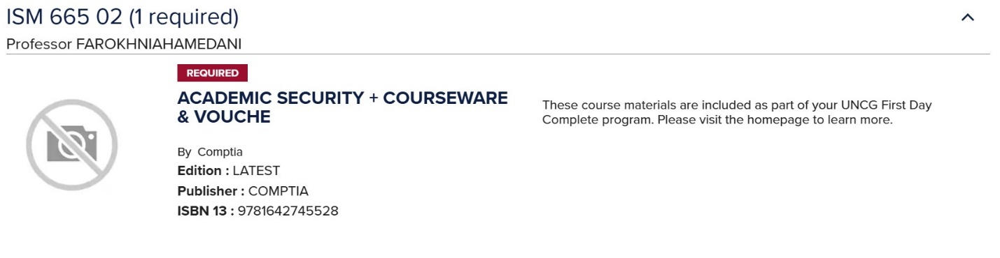 ISM 665 02 (1 required)
Professor FAROKHNIAHAMEDANI
REQUIRED
ACADEMIC SECURITY + COURSEWARE
& VOUCHE
By Comptia
Edition : LATEST
Publisher : COMPTIA
ISBN 13 : 9781642745528
These course materials are included as part of your UNCG First Day
Complete program. Please visit the homepage to learn more.